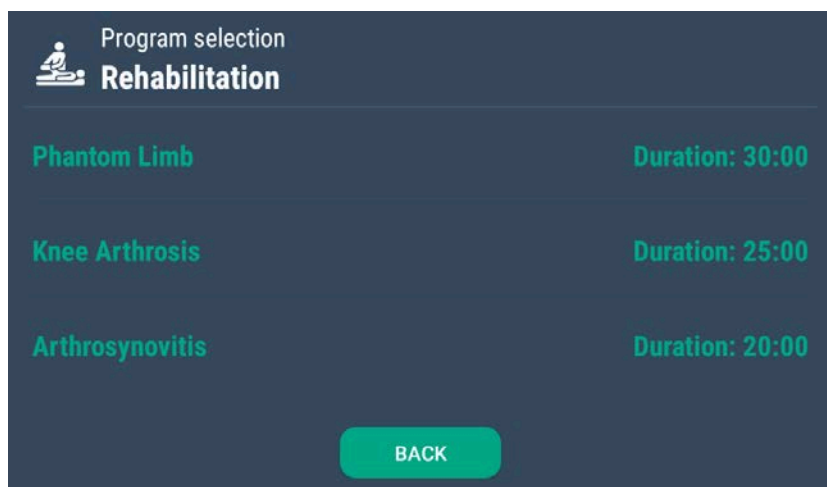 Program selection
Rehabilitation
Phantom Limb Duration: 30:00
Knee Arthrosis Duration: 25:00
Arthrosynovitis Duration: 20:00
BACK